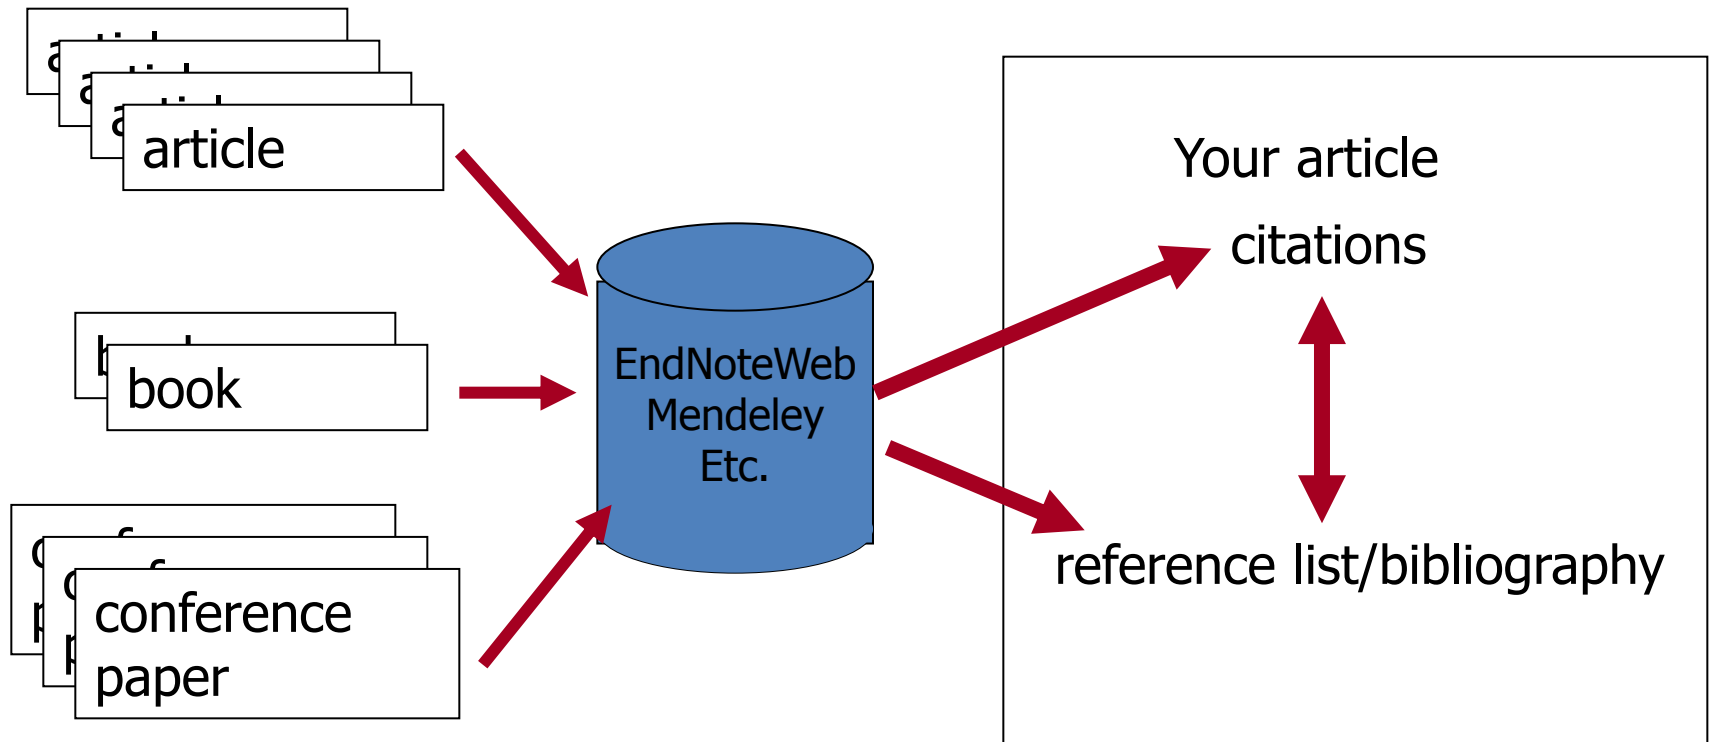 article
book
conference
paper
EndNoteWeb
Mendeley
Etc.
Your article
citations
reference list/bibliography